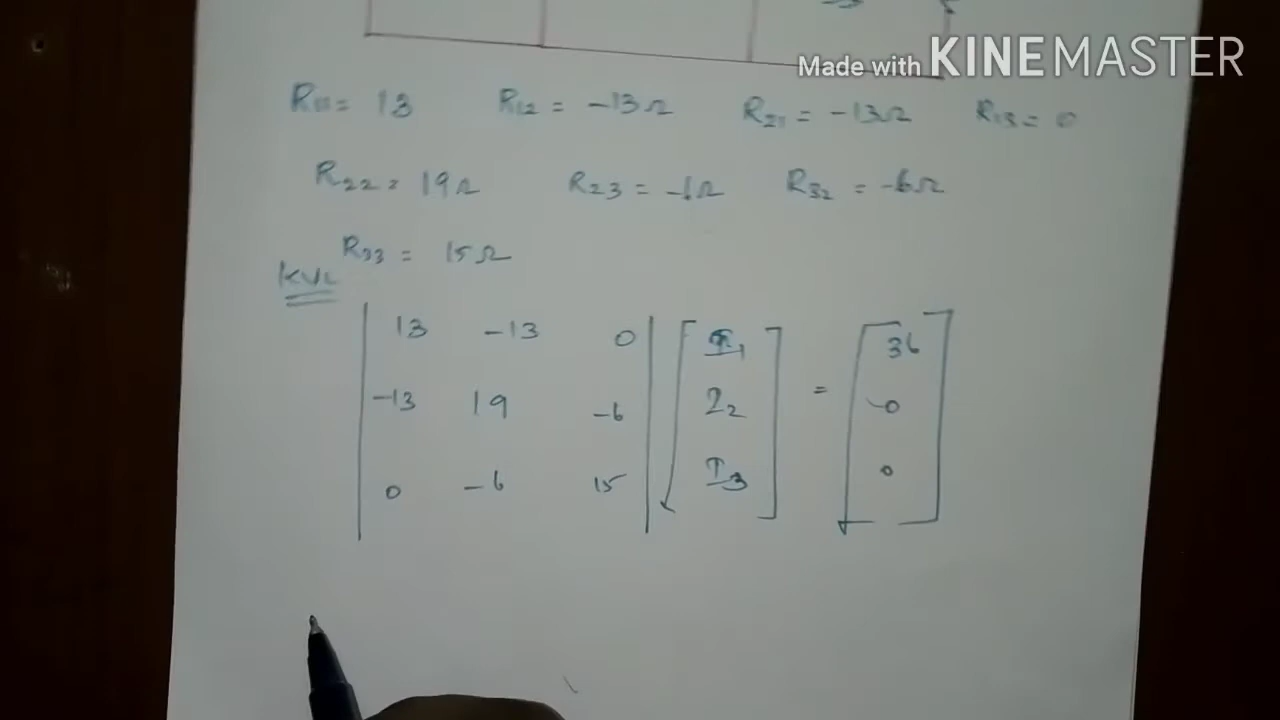 Made with KINEMASTER
R11 = 13 R12 = -13Ω R21 = -13Ω R13 = 0
R22 = 19Ω R23 = -6Ω R32 = -6Ω
R33 = 15Ω
KVL
13 -13 0 I1 36
-13 19 -6 I2 = -0
0 -6 15 I3 0